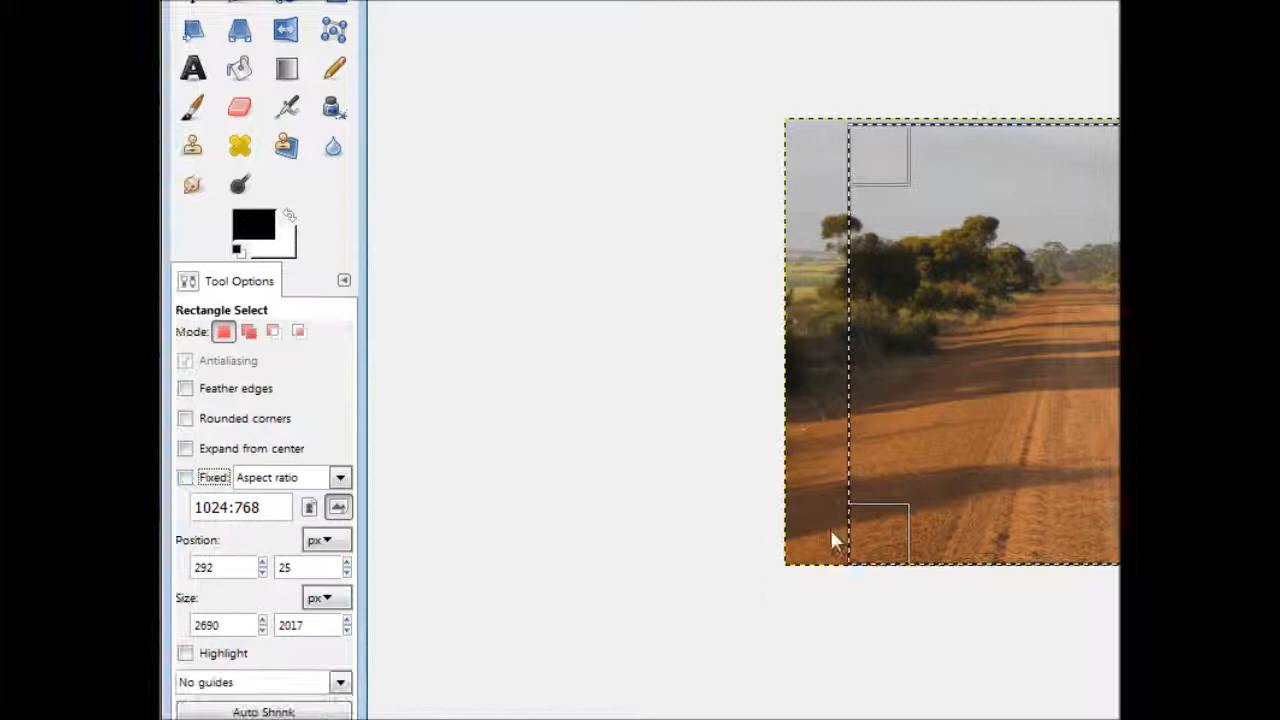 Tool Options
Rectangle Select
Mode:
Antialiasing
Feather edges
Rounded corners
Expand from center
Fixed: Aspect ratio
1024:768
Position: px
292 25
Size: px
2690 2017
Highlight
No guides
Auto Shrink